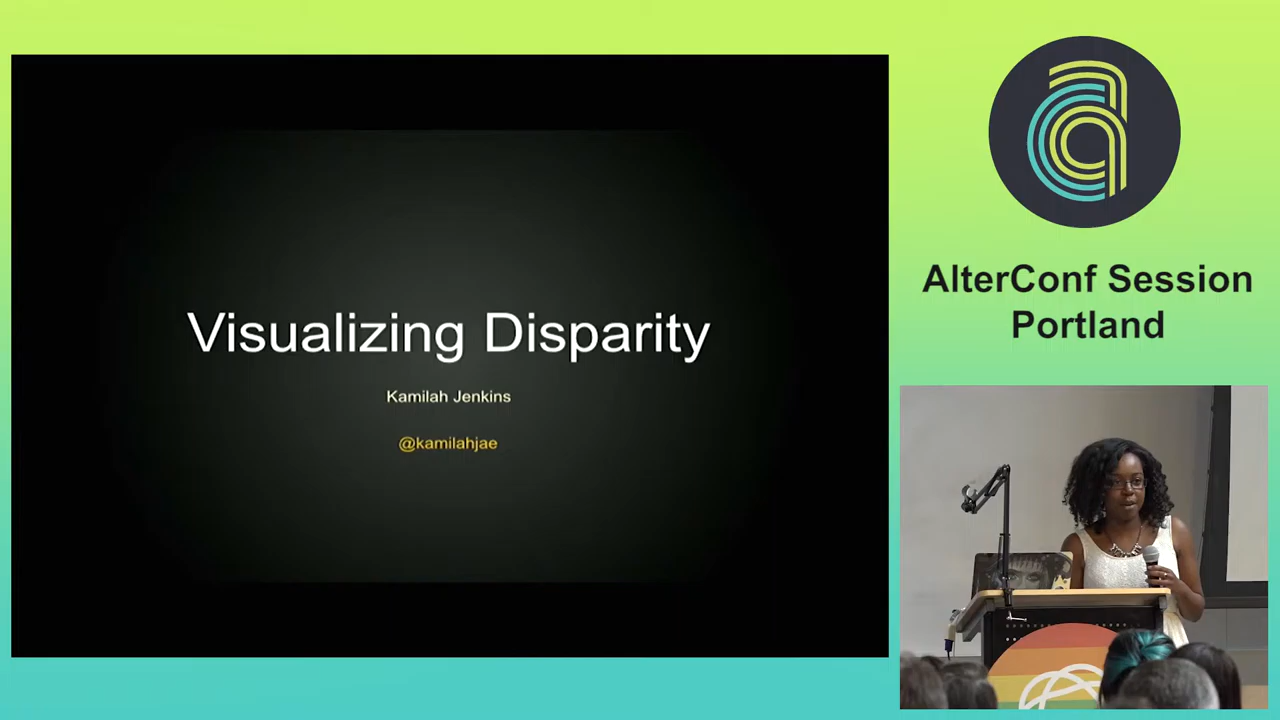 Visualizing Disparity
Kamilah Jenkins
@kamilahjae
AlterConf Session
Portland